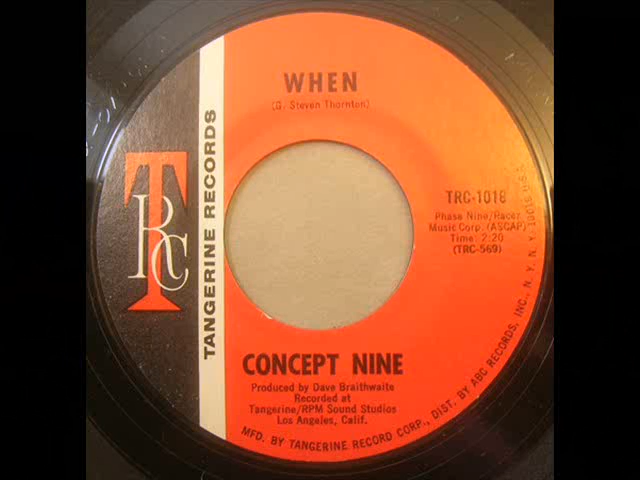 WHEN
(G. Steven Thornton)
TRC
TANGERINE RECORDS
TRC-1018
Phase Nine/Racer
Music Corp. (ASCAP)
Time: 2:20
(TRC-569)
CONCEPT NINE
Produced by Dave Braithwaite
Recorded at
Tangerine/RPM Sound Studios
Los Angeles, Calif.
MFG. BY TANGERINE RECORD CORP., DIST. BY ABC RECORDS, INC., N. Y., N. Y. 10019 U.S.A.